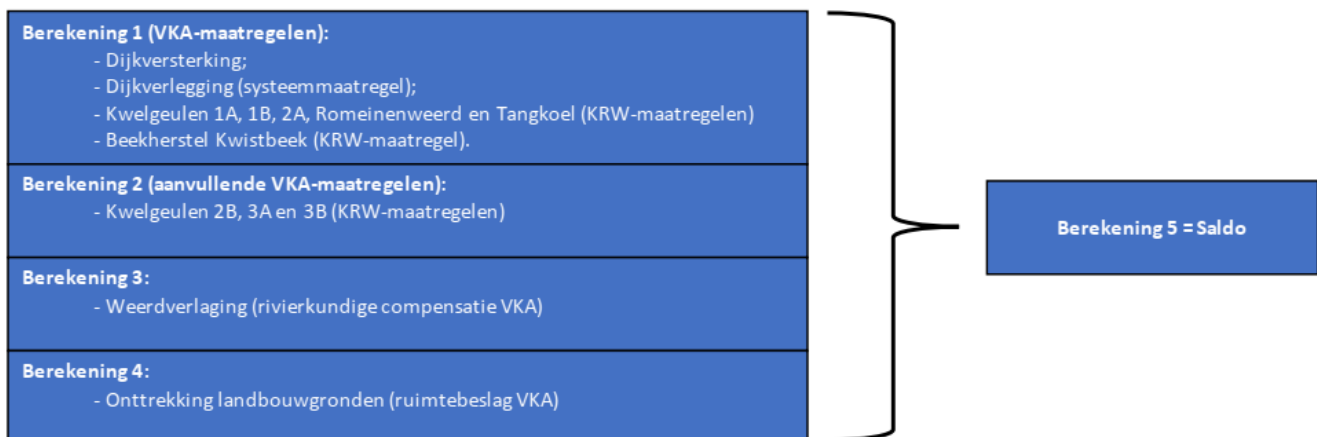 Berekening 1 (VKA-maatregelen):
- Dijkversterking;
- Dijkverlegging (systeemmaatregel);
- Kwelgeulen 1A, 1B, 2A, Romeinenweerd en Tangkoel (KRW-maatregelen)
- Beekherstel Kwistbeek (KRW-maatregel).
Berekening 2 (aanvullende VKA-maatregelen):
- Kwelgeulen 2B, 3A en 3B (KRW-maatregelen)
Berekening 3:
- Weerdverlaging (rivierkundige compensatie VKA)
Berekening 4:
- Onttrekking landbouwgronden (ruimtebeslag VKA)
Berekening 5 = Saldo